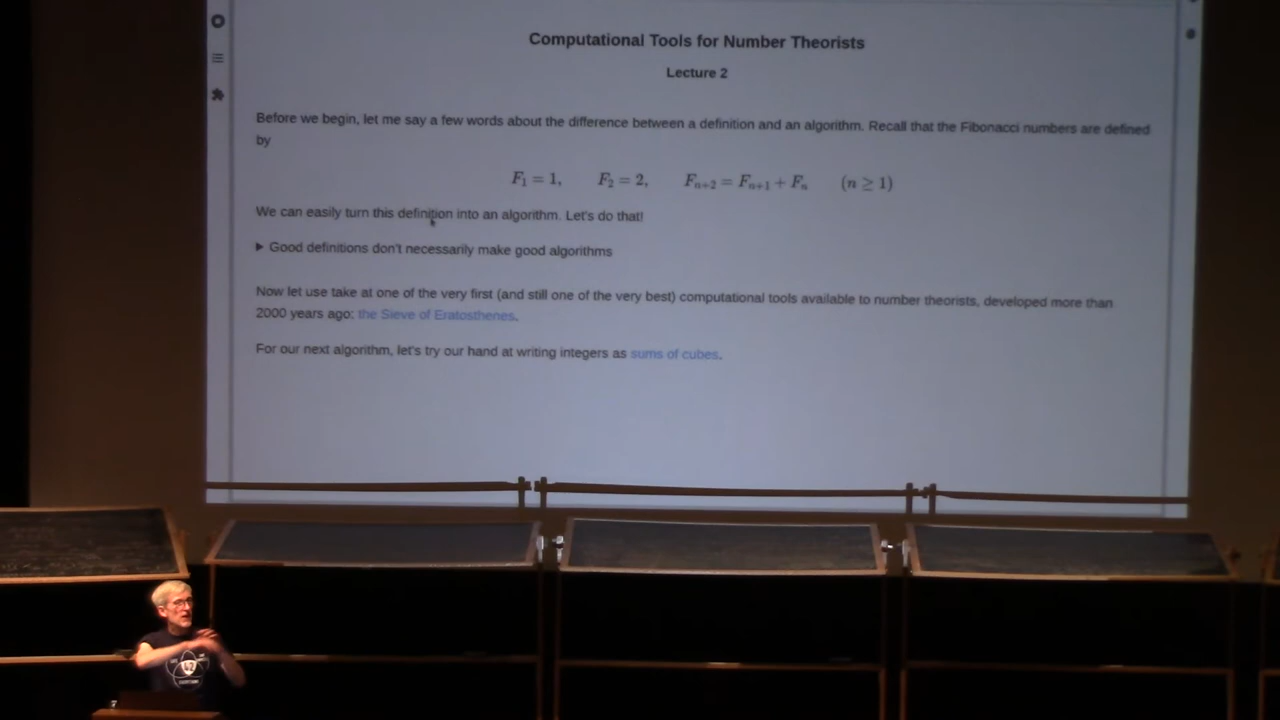 Computational Tools for Number Theorists
Lecture 2
Before we begin, let me say a few words about the difference between a definition and an algorithm. Recall that the Fibonacci numbers are defined
by
F₁ = 1, F₂ = 2, Fₙ₊₂ = Fₙ₊₁ + Fₙ (n ≥ 1)
We can easily turn this definition into an algorithm. Let's do that!
▶ Good definitions don't necessarily make good algorithms
Now let use take at one of the very first (and still one of the very best) computational tools available to number theorists, developed more than
2000 years ago: the Sieve of Eratosthenes.
For our next algorithm, let's try our hand at writing integers as sums of cubes.
42